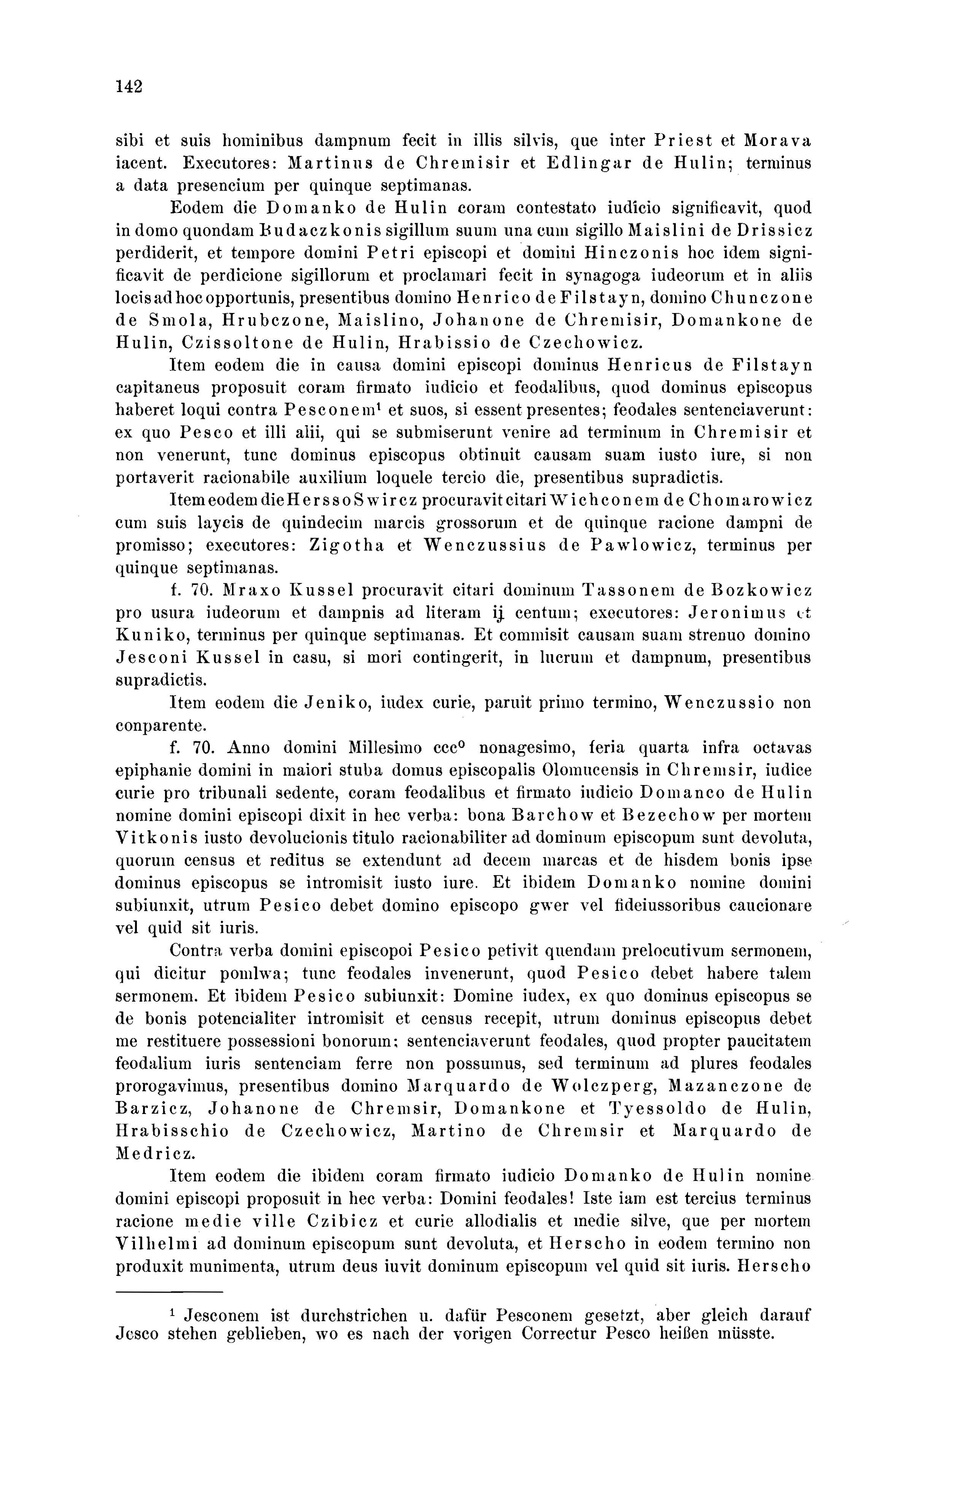 142
sibi et suis hominibus dampnum fecit in illis silvis, que inter Priest et Morava
iacent. Executores: Martinus de Chremisir et Edlingar de Hulin; terminus
a data presencium per quinque septimanas.
Eodem die Domanko de Hulin coram contestato iudicio significavit, quod
in domo quondam Budaczkonis sigillum suum una cum sigillo Maislini de Drissicz
perdiderit, et tempore domini Petri episcopi et domini Hinczonis hoc idem signi-
ficavit de perdicione sigillorum et proclamari fecit in synagoga iudeorum et in aliis
locis ad hoc opportunis, presentibus domino Henrico de Filstayn, domino Chunczone
de Smola, Hrubczone, Maislino, Johanone de Chremisir, Domankone de
Hulin, Czissoltone de Hulin, Hrabissio de Czechowicz.
Item eodem die in causa domini episcopi dominus Henricus de Filstayn
capitaneus proposuit coram firmato iudicio et feodalibus, quod dominus episcopus
haberet loqui contra Pesconem¹ et suos, si essent presentes; feodales sentenciaverunt:
ex quo Pesco et illi alii, qui se submiserunt venire ad terminum in Chremisir et
non venerunt, tunc dominus episcopus obtinuit causam suam iusto iure, si non
portaverit racionabile auxilium loquele tercio die, presentibus supradictis.
Item eodem die Hersso Swircz procuravit citari Wichconem de Chomarowicz
cum suis laycis de quindecim marcis grossorum et de quinque racione dampni de
promisso; executores: Zigotha et Wenczussius de Pawlowicz, terminus per
quinque septimanas.
f. 70. Mraxo Kussel procuravit citari dominum Tassonem de Bozkowicz
pro usura iudeorum et dampnis ad literam ij centum; executores: Jeronimus et
Kuniko, terminus per quinque septimanas. Et commisit causam suam strenuo domino
Jesconi Kussel in casu, si mori contingerit, in lucrum et dampnum, presentibus
supradictis.
Item eodem die Jeniko, iudex curie, paruit primo termino, Wenczussio non
conparente.
f. 70. Anno domini Millesimo ccc⁰ nonagesimo, feria quarta infra octavas
epiphanie domini in maiori stuba domus episcopalis Olomucensis in Chremsir, iudice
curie pro tribunali sedente, coram feodalibus et firmato iudicio Domanco de Hulin
nomine domini episcopi dixit in hec verba: bona Barchow et Bezechow per mortem
Vitkonis iusto devolucionis titulo racionabiliter ad dominum episcopum sunt devoluta,
quorum census et reditus se extendunt ad decem marcas et de hisdem bonis ipse
dominus episcopus se intromisit iusto iure. Et ibidem Domanko nomine domini
subiunxit, utrum Pesico debet domino episcopo gwer vel fideiussoribus caucionare
vel quid sit iuris.
Contra verba domini episcopoi Pesico petivit quendam prelocutivum sermonem,
qui dicitur pomlwa; tunc feodales invenerunt, quod Pesico debet habere talem
sermonem. Et ibidem Pesico subiunxit: Domine iudex, ex quo dominus episcopus se
de bonis potencialiter intromisit et census recepit, utrum dominus episcopus debet
me restituere possessioni bonorum; sentenciaverunt feodales, quod propter paucitatem
feodalium iuris sentenciam ferre non possumus, sed terminum ad plures feodales
prorogavimus, presentibus domino Marquardo de Wolczperg, Mazanczone de
Barzicz, Johanone de Chremsir, Domankone et Tyessoldo de Hulin,
Hrabisschio de Czechowicz, Martino de Chremsir et Marquardo de
Medricz.
Item eodem die ibidem coram firmato iudicio Domanko de Hulin nomine
domini episcopi proposuit in hec verba: Domini feodales! Iste iam est tercius terminus
racione medie ville Czibicz et curie allodialis et medie silve, que per mortem
Vilhelmi ad dominum episcopum sunt devoluta, et Herscho in eodem termino non
produxit munimenta, utrum deus iuvit dominum episcopum vel quid sit iuris. Herscho
¹ Jesconem ist durchstrichen u. dafür Pesconem gesetzt, aber gleich darauf
Jesco stehen geblieben, wo es nach der vorigen Correctur Pesco heißen müsste.